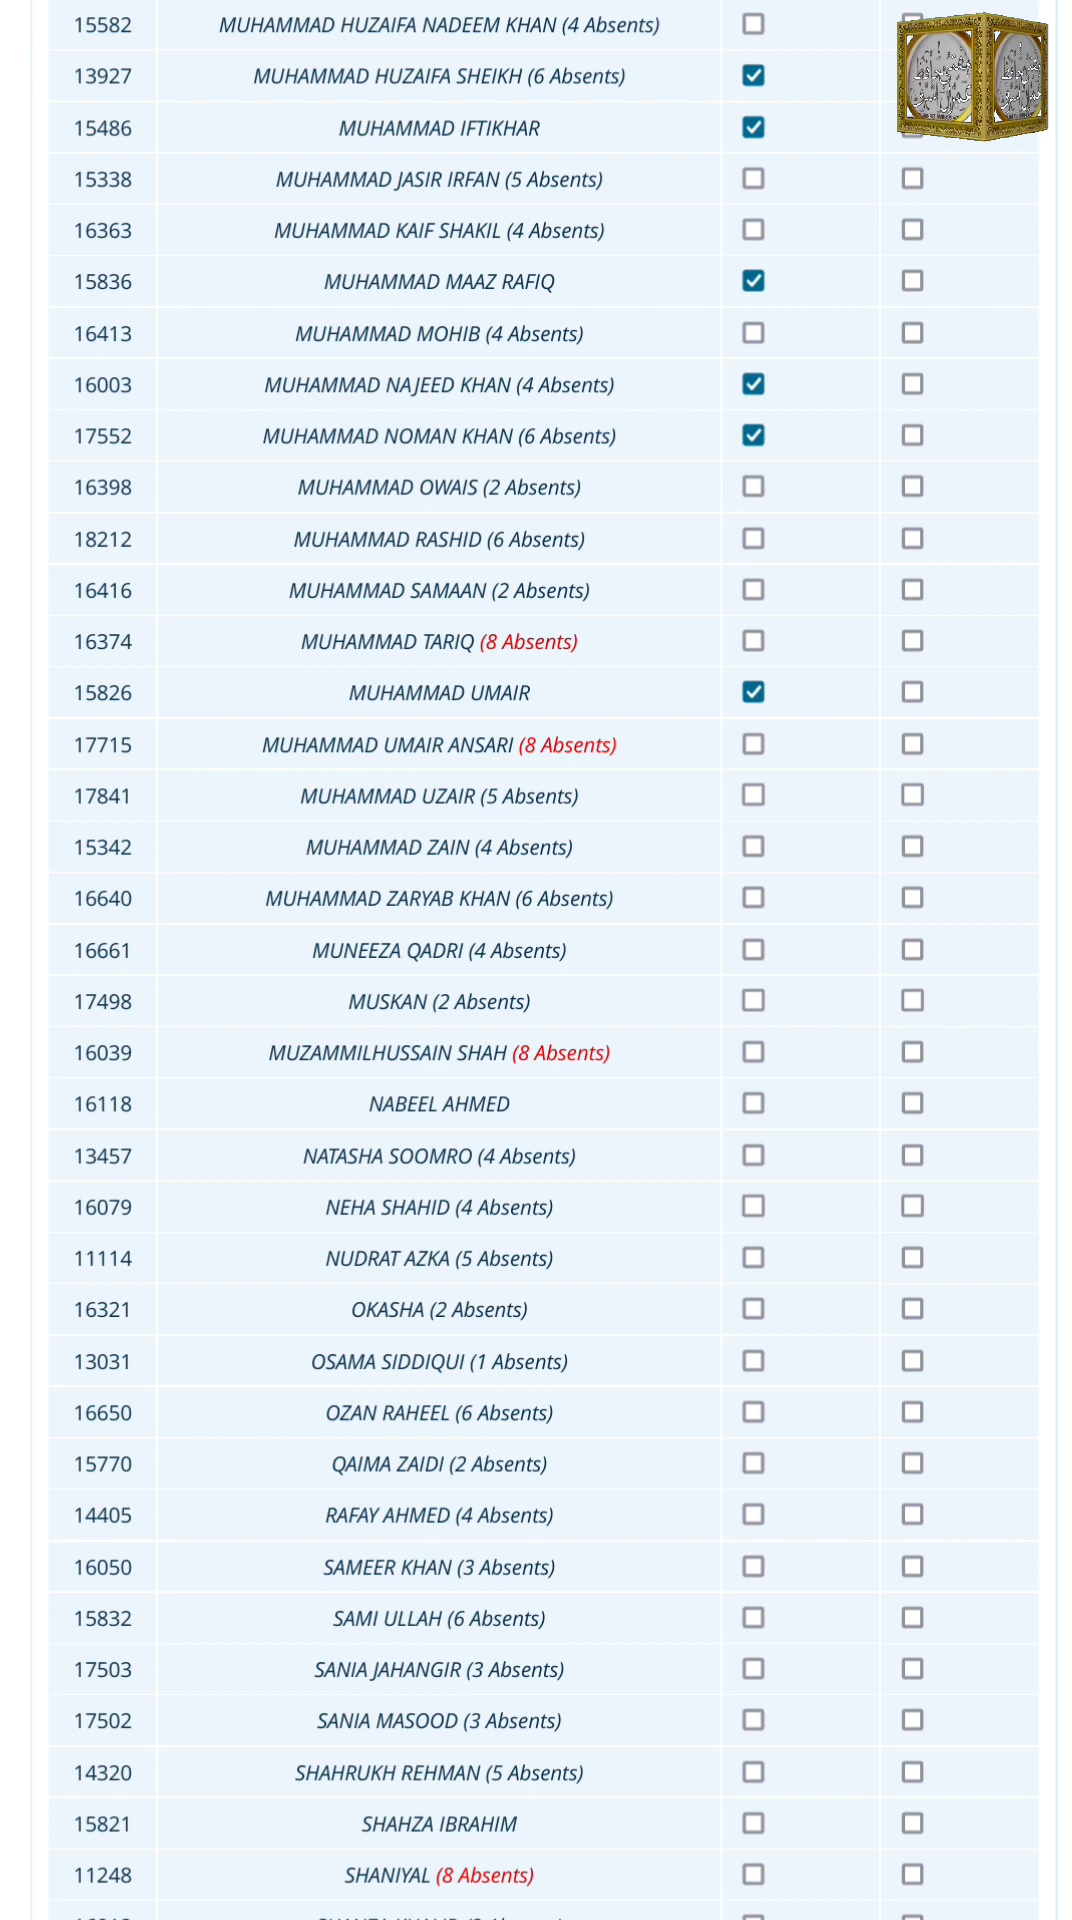 15582 MUHAMMAD HUZAIFA NADEEM KHAN (4 Absents)
13927 MUHAMMAD HUZAIFA SHEIKH (6 Absents)
15486 MUHAMMAD IFTIKHAR
15338 MUHAMMAD JASIR IRFAN (5 Absents)
16363 MUHAMMAD KAIF SHAKIL (4 Absents)
15836 MUHAMMAD MAAZ RAFIQ
16413 MUHAMMAD MOHIB (4 Absents)
16003 MUHAMMAD NAJEED KHAN (4 Absents)
17552 MUHAMMAD NOMAN KHAN (6 Absents)
16398 MUHAMMAD OWAIS (2 Absents)
18212 MUHAMMAD RASHID (6 Absents)
16416 MUHAMMAD SAMAAN (2 Absents)
16374 MUHAMMAD TARIQ (8 Absents)
15826 MUHAMMAD UMAIR
17715 MUHAMMAD UMAIR ANSARI (8 Absents)
17841 MUHAMMAD UZAIR (5 Absents)
15342 MUHAMMAD ZAIN (4 Absents)
16640 MUHAMMAD ZARYAB KHAN (6 Absents)
16661 MUNEEZA QADRI (4 Absents)
17498 MUSKAN (2 Absents)
16039 MUZAMMILHUSSAIN SHAH (8 Absents)
16118 NABEEL AHMED
13457 NATASHA SOOMRO (4 Absents)
16079 NEHA SHAHID (4 Absents)
11114 NUDRAT AZKA (5 Absents)
16321 OKASHA (2 Absents)
13031 OSAMA SIDDIQUI (1 Absents)
16650 OZAN RAHEEL (6 Absents)
15770 QAIMA ZAIDI (2 Absents)
14405 RAFAY AHMED (4 Absents)
16050 SAMEER KHAN (3 Absents)
15832 SAMI ULLAH (6 Absents)
17503 SANIA JAHANGIR (3 Absents)
17502 SANIA MASOOD (3 Absents)
14320 SHAHRUKH REHMAN (5 Absents)
15821 SHAHZA IBRAHIM
11248 SHANIYAL (8 Absents)